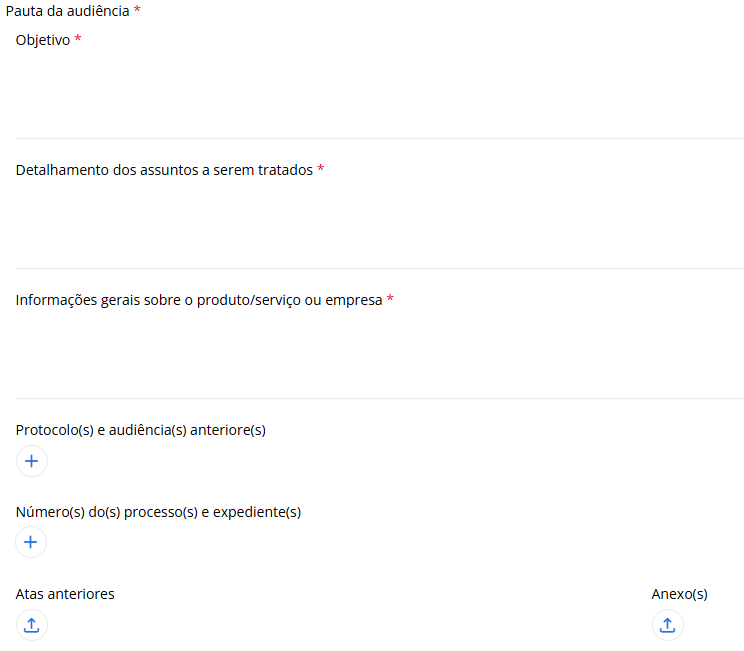 Pauta da audiência *
Objetivo *
Detalhamento dos assuntos a serem tratados *
Informações gerais sobre o produto/serviço ou empresa *
Protocolo(s) e audiência(s) anteriore(s)
Número(s) do(s) processo(s) e expediente(s)
Atas anteriores
Anexo(s)